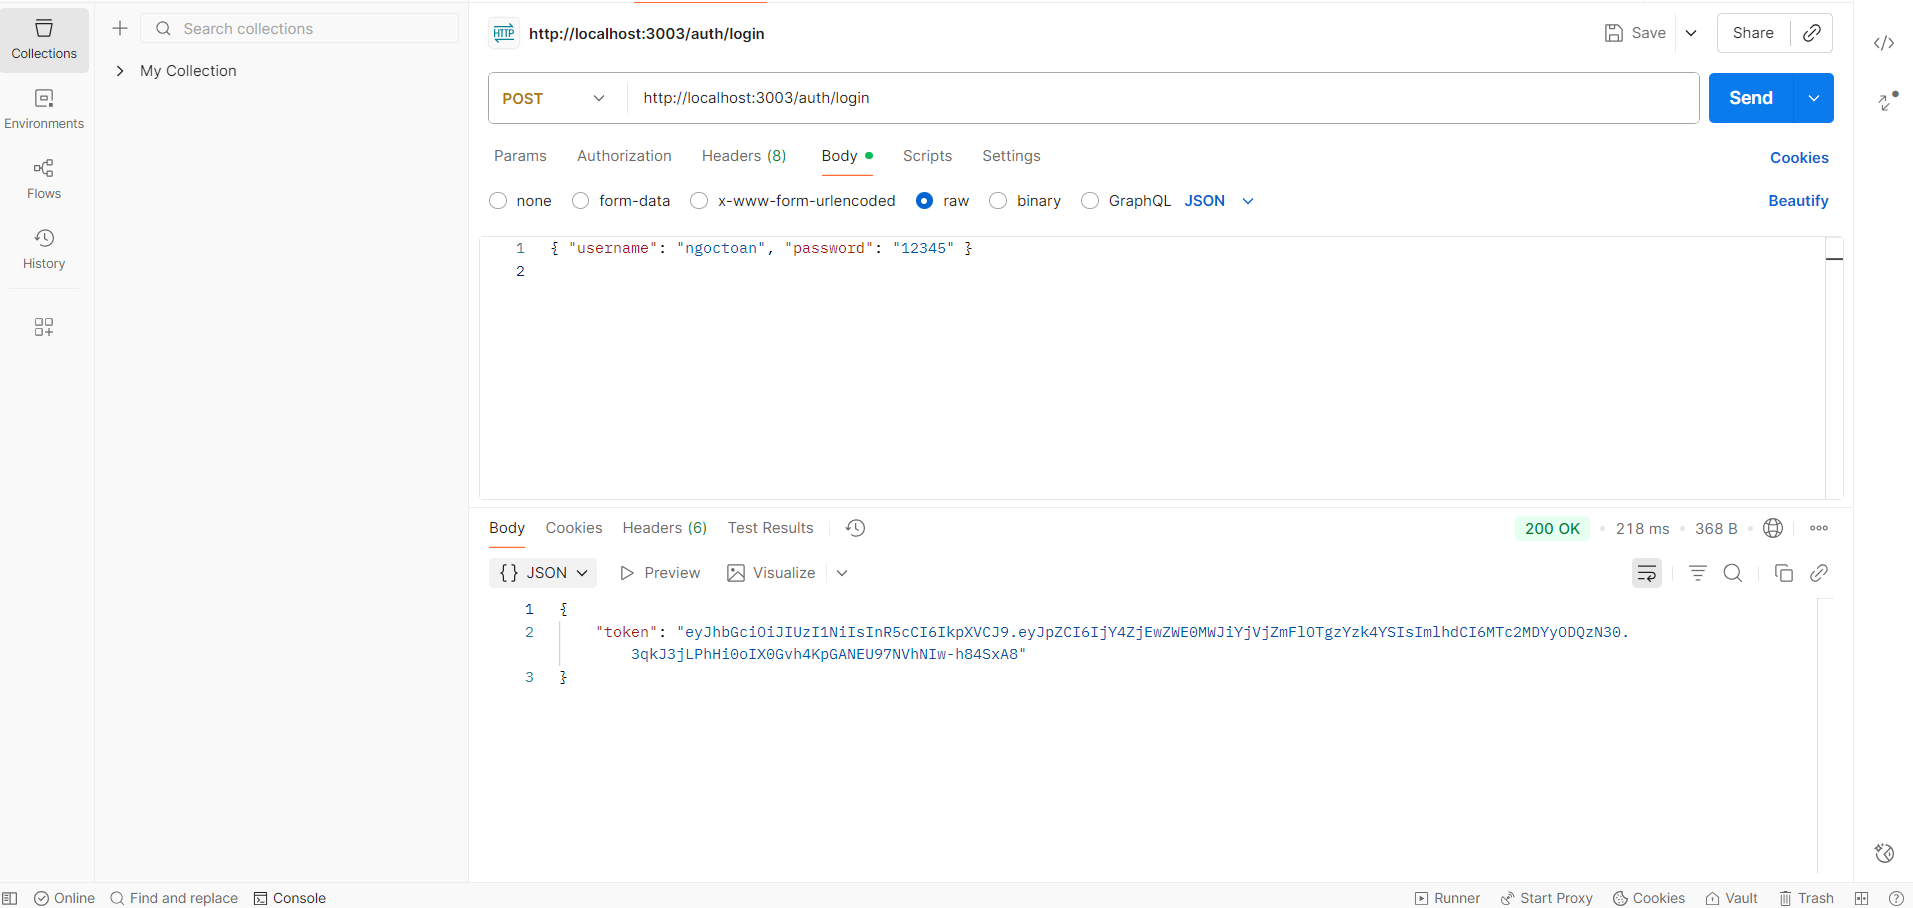 Collections
Search collections
My Collection
Environments
Flows
History
HTTP http://localhost:3003/auth/login
Save
Share
POST
http://localhost:3003/auth/login
Send
Params Authorization Headers (8) Body Scripts Settings
Cookies
none form-data x-www-form-urlencoded raw binary GraphQL JSON
Beautify
1 { "username": "ngoctoan", "password": "12345" }
2
Body Cookies Headers (6) Test Results
200 OK • 218 ms • 368 B
{} JSON Preview Visualize
1 {
2 "token": "eyJhbGciOiJIUzI1NiIsInR5cCI6IkpXVCJ9.eyJpZCI6IjY4ZjEwZWE0MWJiYjVjZmFlOTgzYzk4YSIsImlhdCI6MTc2MDYyODQzN30.
3qkJ3jLPhHi0oIX0Gvh4KpGANEU97NVhNIw-h84SxA8"
3 }
Online Find and replace Console
Runner Start Proxy Cookies Vault Trash